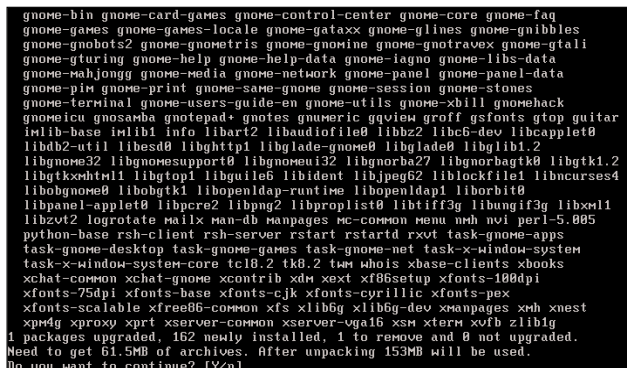 gnome-bin gnome-card-games gnome-control-center gnome-core gnome-faq
gnome-games gnome-games-locale gnome-gataxx gnome-glines gnome-gnibbles
gnome-gnobots2 gnome-gnometris gnome-gnomine gnome-gnotravex gnome-gtali
gnome-gturing gnome-help gnome-help-data gnome-iagno gnome-libs-data
gnome-mahjongg gnome-media gnome-network gnome-panel gnome-panel-data
gnome-pim gnome-print gnome-same-gnome gnome-session gnome-stones
gnome-terminal gnome-users-guide-en gnome-utils gnome-xbill gnomehack
gnomeicu gnosamba gnotepad+ gnotes gnumeric gqview groff gsfonts gtop guitar
imlib-base imlib1 info libart2 libaudiofile0 libbz2 libc6-dev libcapplet0
libdb2-util libesd0 libghttp1 libglade-gnome0 libglade0 libglib1.2
libgnome32 libgnomesupport0 libgnomeui32 libgnorba27 libgnorbagtk0 libgtk1.2
libgtkxmhtml1 libgtop1 libguile6 libident libjpeg62 liblockfile1 libncurses4
libobgnome0 libobgtk1 libopenldap-runtime libopenldap1 liborbit0
libpanel-applet0 libpcre2 libpng2 libproplist0 libtiff3g libungif3g libxml1
libzvt2 logrotate mailx man-db manpages mc-common menu nmh nvi perl-5.005
python-base rsh-client rsh-server rstart rstartd rxvt task-gnome-apps
task-gnome-desktop task-gnome-games task-gnome-net task-x-window-system
task-x-window-system-core tcl8.2 tk8.2 twm whois xbase-clients xbooks
xchat-common xchat-gnome xcontrib xdm xext xf86setup xfonts-100dpi
xfonts-75dpi xfonts-base xfonts-cjk xfonts-cyrillic xfonts-pex
xfonts-scalable xfree86-common xfs xlib6g xlib6g-dev xmanpages xmh xnest
xpm4g xproxy xprt xserver-common xserver-vga16 xsm xterm xvfb zlib1g
1 packages upgraded, 162 newly installed, 1 to remove and 0 not upgraded.
Need to get 61.5MB of archives. After unpacking 153MB will be used.
Do you want to continue? [Y/n]